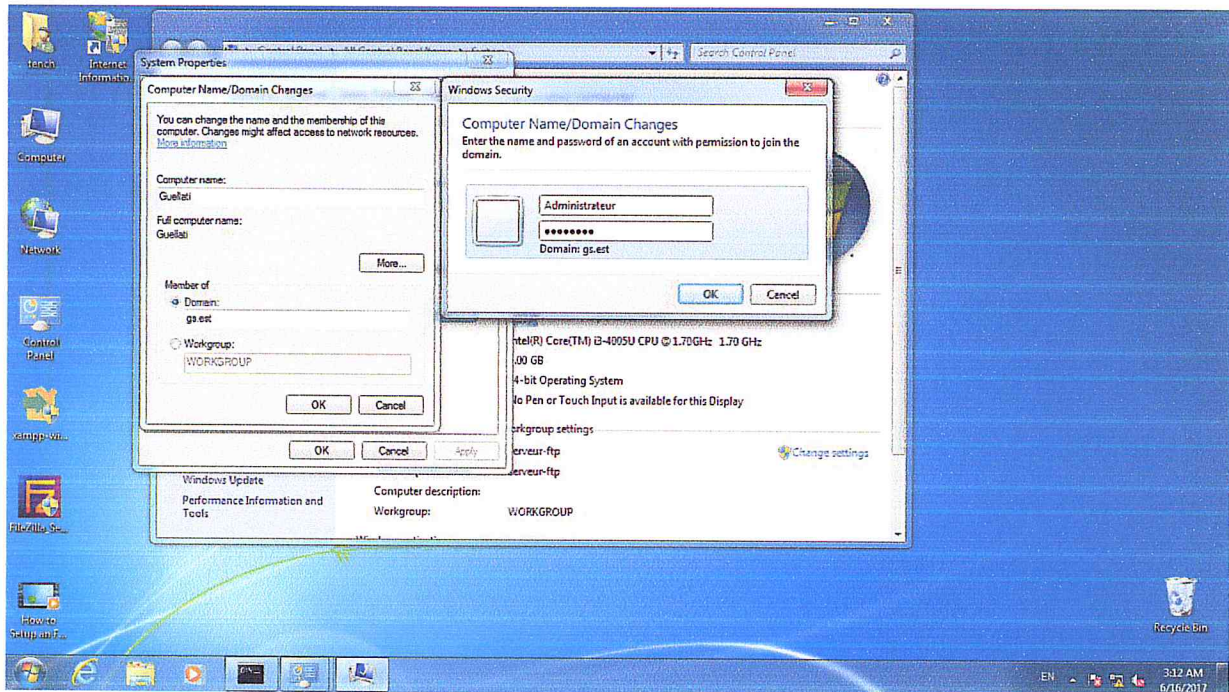 tench
Internet
Informatio...
Computer
Network
Control
Panel
xampp-wi...
FileZilla Se...
How to
Setup an F...
Recycle Bin
Search Control Panel
System Properties
Computer Name/Domain Changes
You can change the name and the membership of this
computer. Changes might affect access to network resources.
More information
Computer name:
Guellati
Full computer name:
Guellati
More...
Member of
Domain:
gs.est
Workgroup:
WORKGROUP
OK
Cancel
OK
Cancel
Apply
Windows Security
Computer Name/Domain Changes
Enter the name and password of an account with permission to join the
domain.
Administrateur
Domain: gs.est
OK
Cancel
ntel(R) Core(TM) i3-4005U CPU @ 1.70GHz 1.70 GHz
.00 GB
4-bit Operating System
No Pen or Touch Input is available for this Display
orkgroup settings
erveur-ftp
Change settings
serveur-ftp
Computer description:
Workgroup: WORKGROUP
Windows Update
Performance Information and
Tools
EN
3:12 AM
6/16/2017